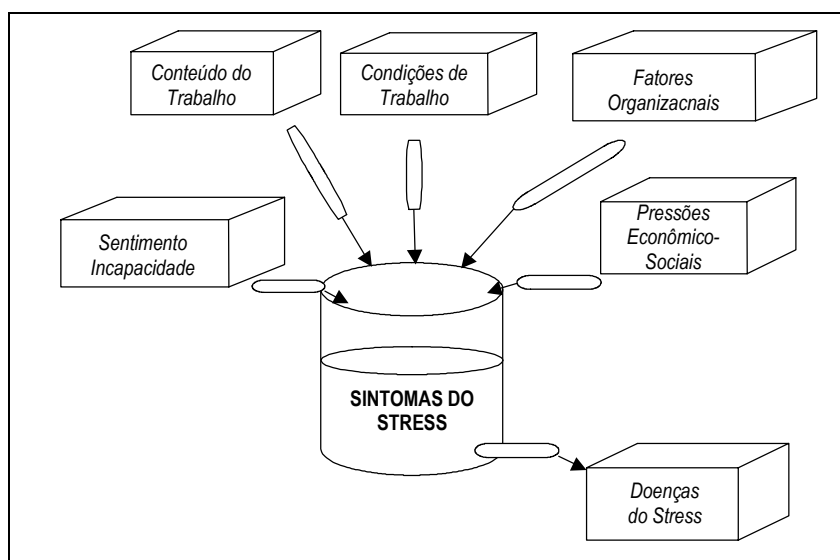 Conteúdo do
Trabalho
Condições de
Trabalho
Fatores
Organizacnais
Sentimento
Incapacidade
Pressões
Econômico-
Sociais
SINTOMAS DO
STRESS
Doenças
do Stress